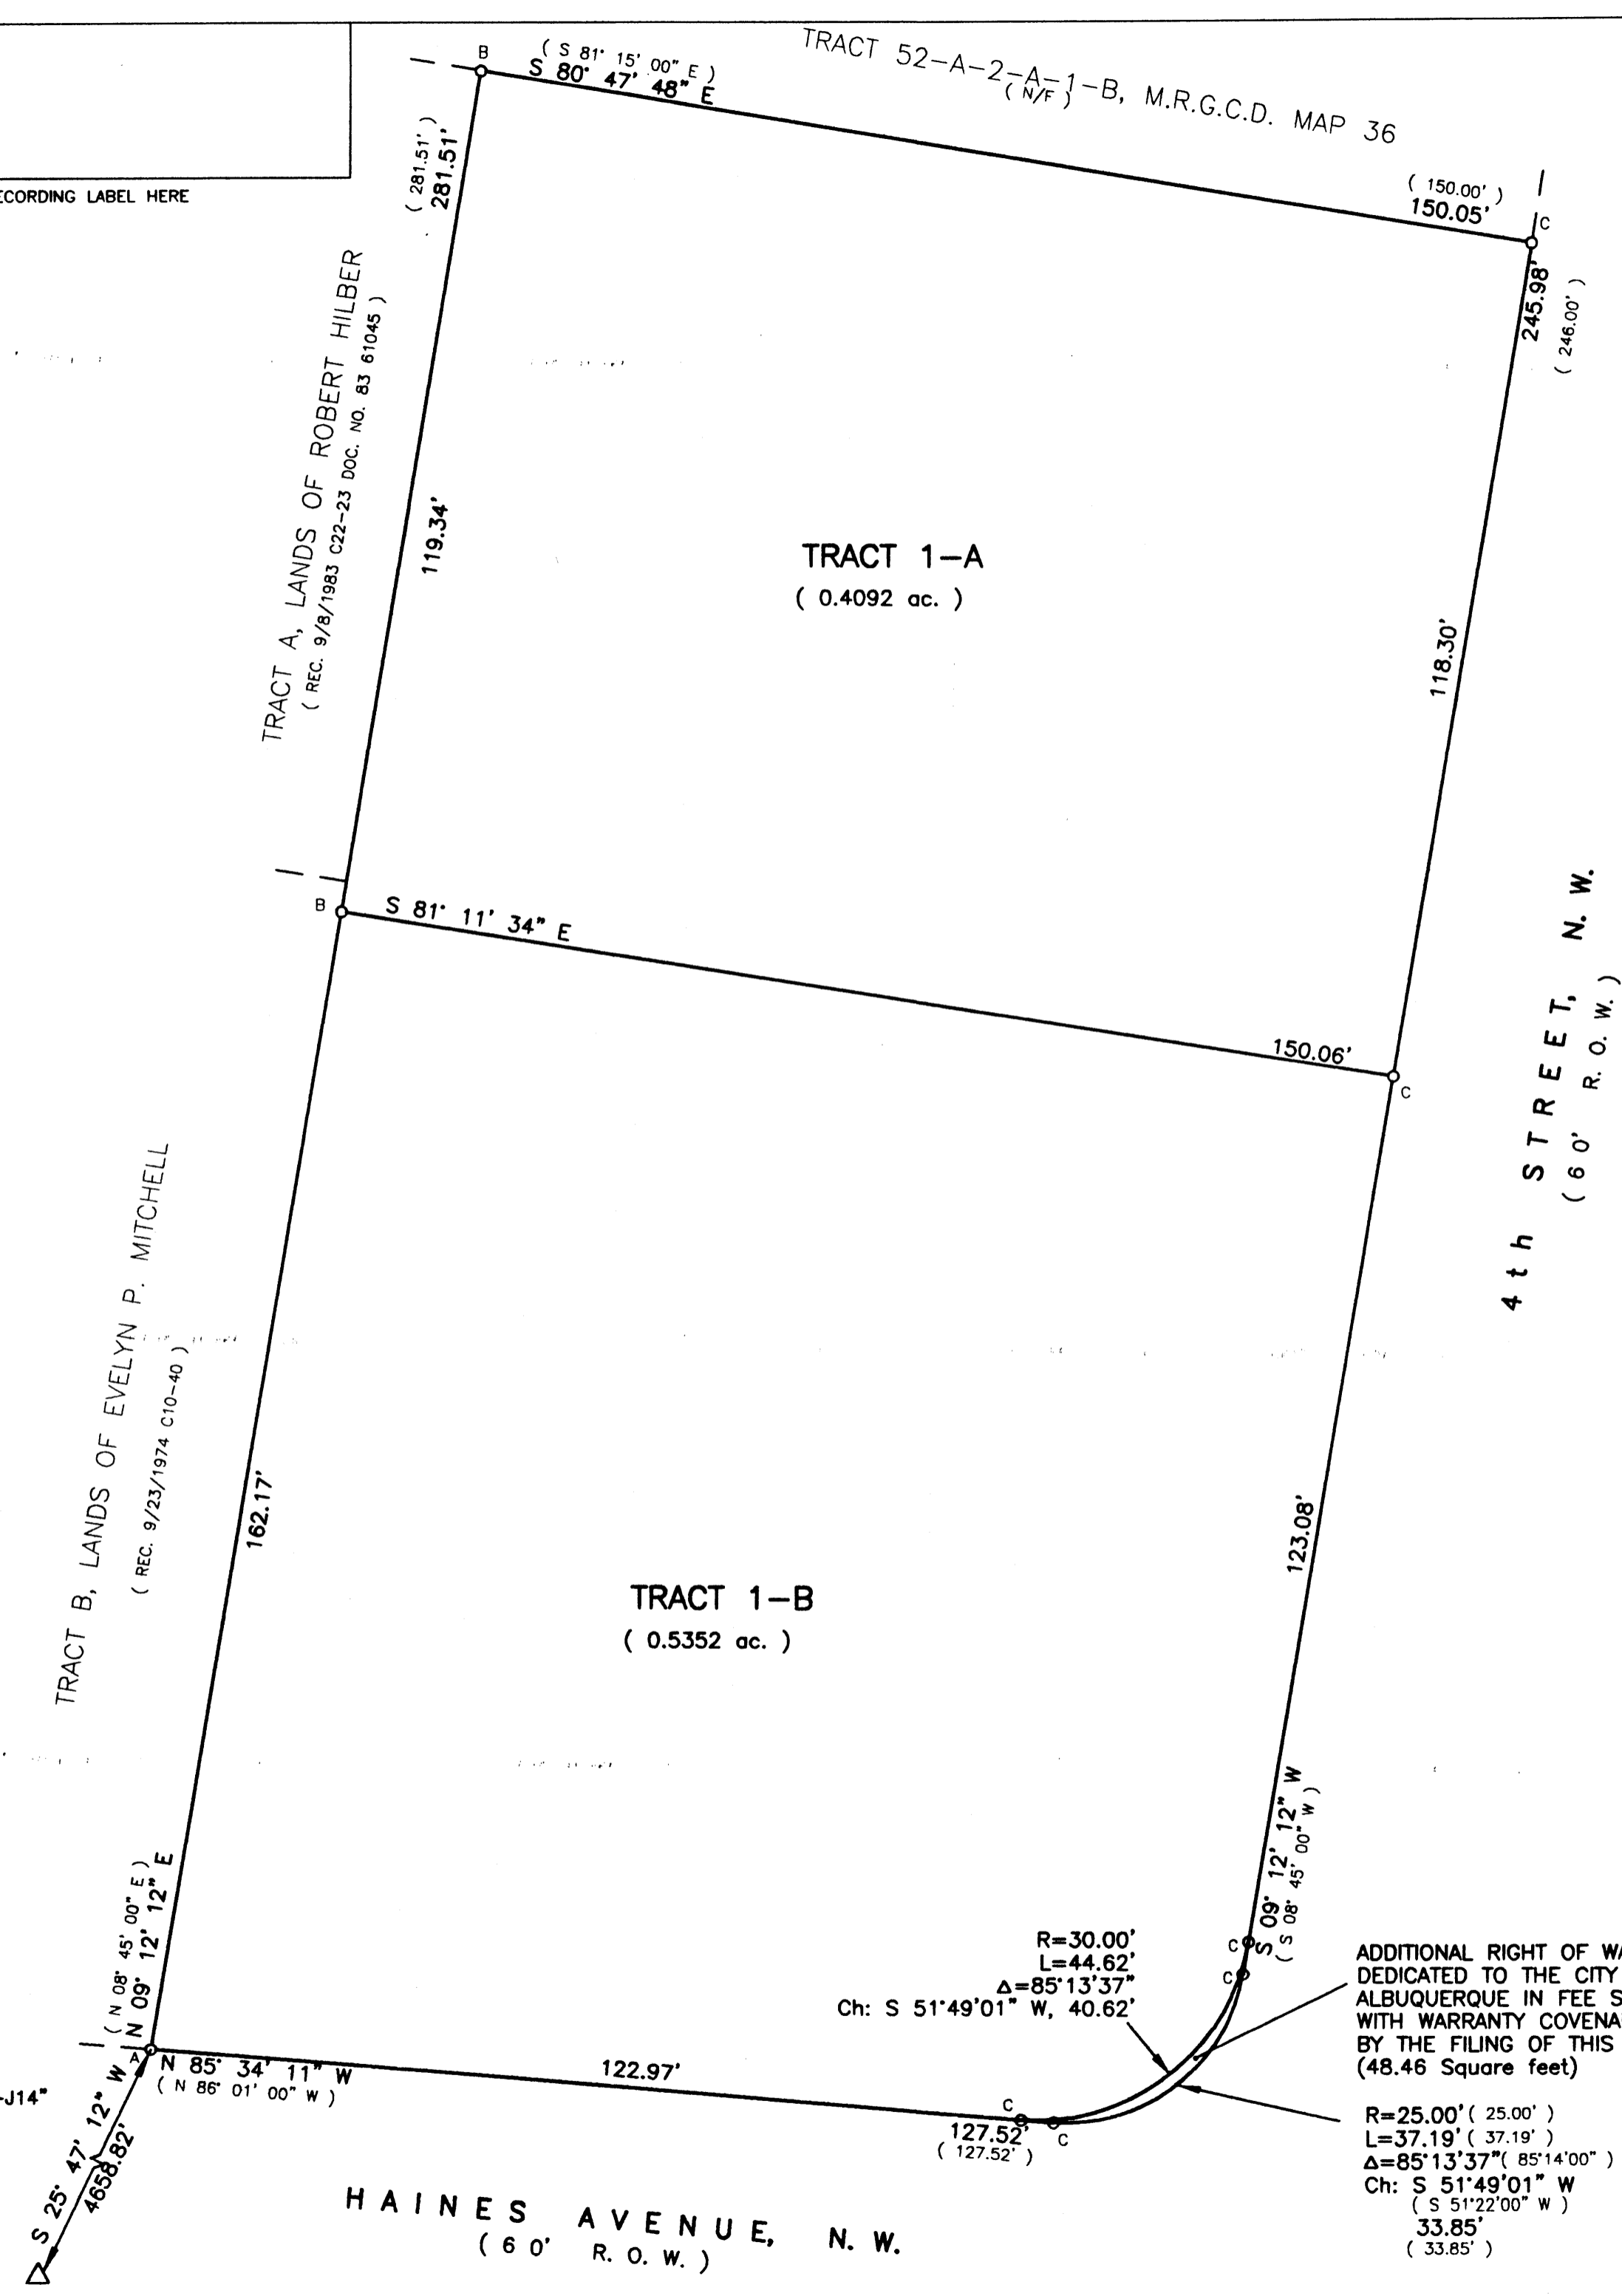 ECORDING LABEL HERE
B
( S 81° 15' 00" E )
S 80° 47' 48" E
TRACT 52-A-2-A-1-B, M.R.G.C.D. MAP 36
( N/F )
( 281.51' )
281.51'
( 150.00' )
150.05'
C
245.98'
( 246.00' )
TRACT A, LANDS OF ROBERT HILBER
( REC. 9/8/1983 C22-23 DOC. NO. 83 61045 )
119.34'
TRACT 1-A
( 0.4092 ac. )
118.30'
B
S 81° 11' 34" E
150.06'
C
4th STREET, N.W.
( 60' R.O.W. )
TRACT B, LANDS OF EVELYN P. MITCHELL
( REC. 9/23/1974 C10-40 )
162.17'
TRACT 1-B
( 0.5352 ac. )
123.08'
( N 08° 45' 00" E )
N 09° 12' 12" E
S 09° 12' 12" W
( S 08° 45' 00" W )
C
C
R=30.00'
L=44.62'
Δ=85°13'37"
Ch: S 51°49'01" W, 40.62'
ADDITIONAL RIGHT OF WA
DEDICATED TO THE CITY
ALBUQUERQUE IN FEE S
WITH WARRANTY COVENA
BY THE FILING OF THIS
(48.46 Square feet)
A
N 85° 34' 11" W
( N 86° 01' 00" W )
122.97'
C
127.52'
( 127.52' )
C
R=25.00' ( 25.00' )
L=37.19' ( 37.19' )
Δ=85°13'37" ( 85°14'00" )
Ch: S 51°49'01" W
( S 51°22'00" W )
33.85'
( 33.85' )
-J14"
S 25° 47' 12" W
4658.82'
HAINES AVENUE, N.W.
( 60' R.O.W. )